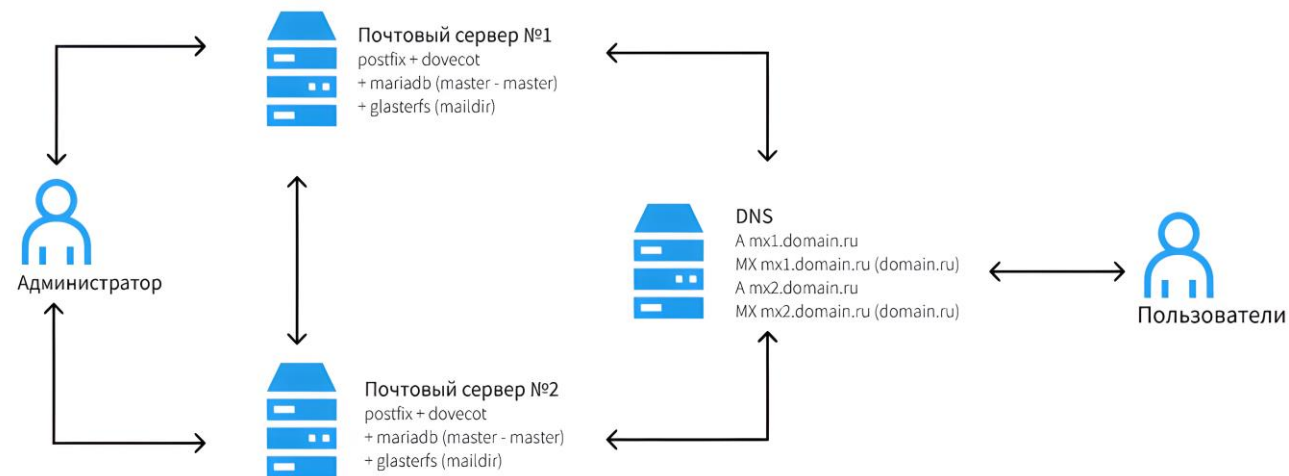 Почтовый сервер №1
postfix + dovecot
+ mariadb (master - master)
+ glasterfs (maildir)
Администратор
DNS
A mx1.domain.ru
MX mx1.domain.ru (domain.ru)
A mx2.domain.ru
MX mx2.domain.ru (domain.ru)
Пользователи
Почтовый сервер №2
postfix + dovecot
+ mariadb (master - master)
+ glasterfs (maildir)